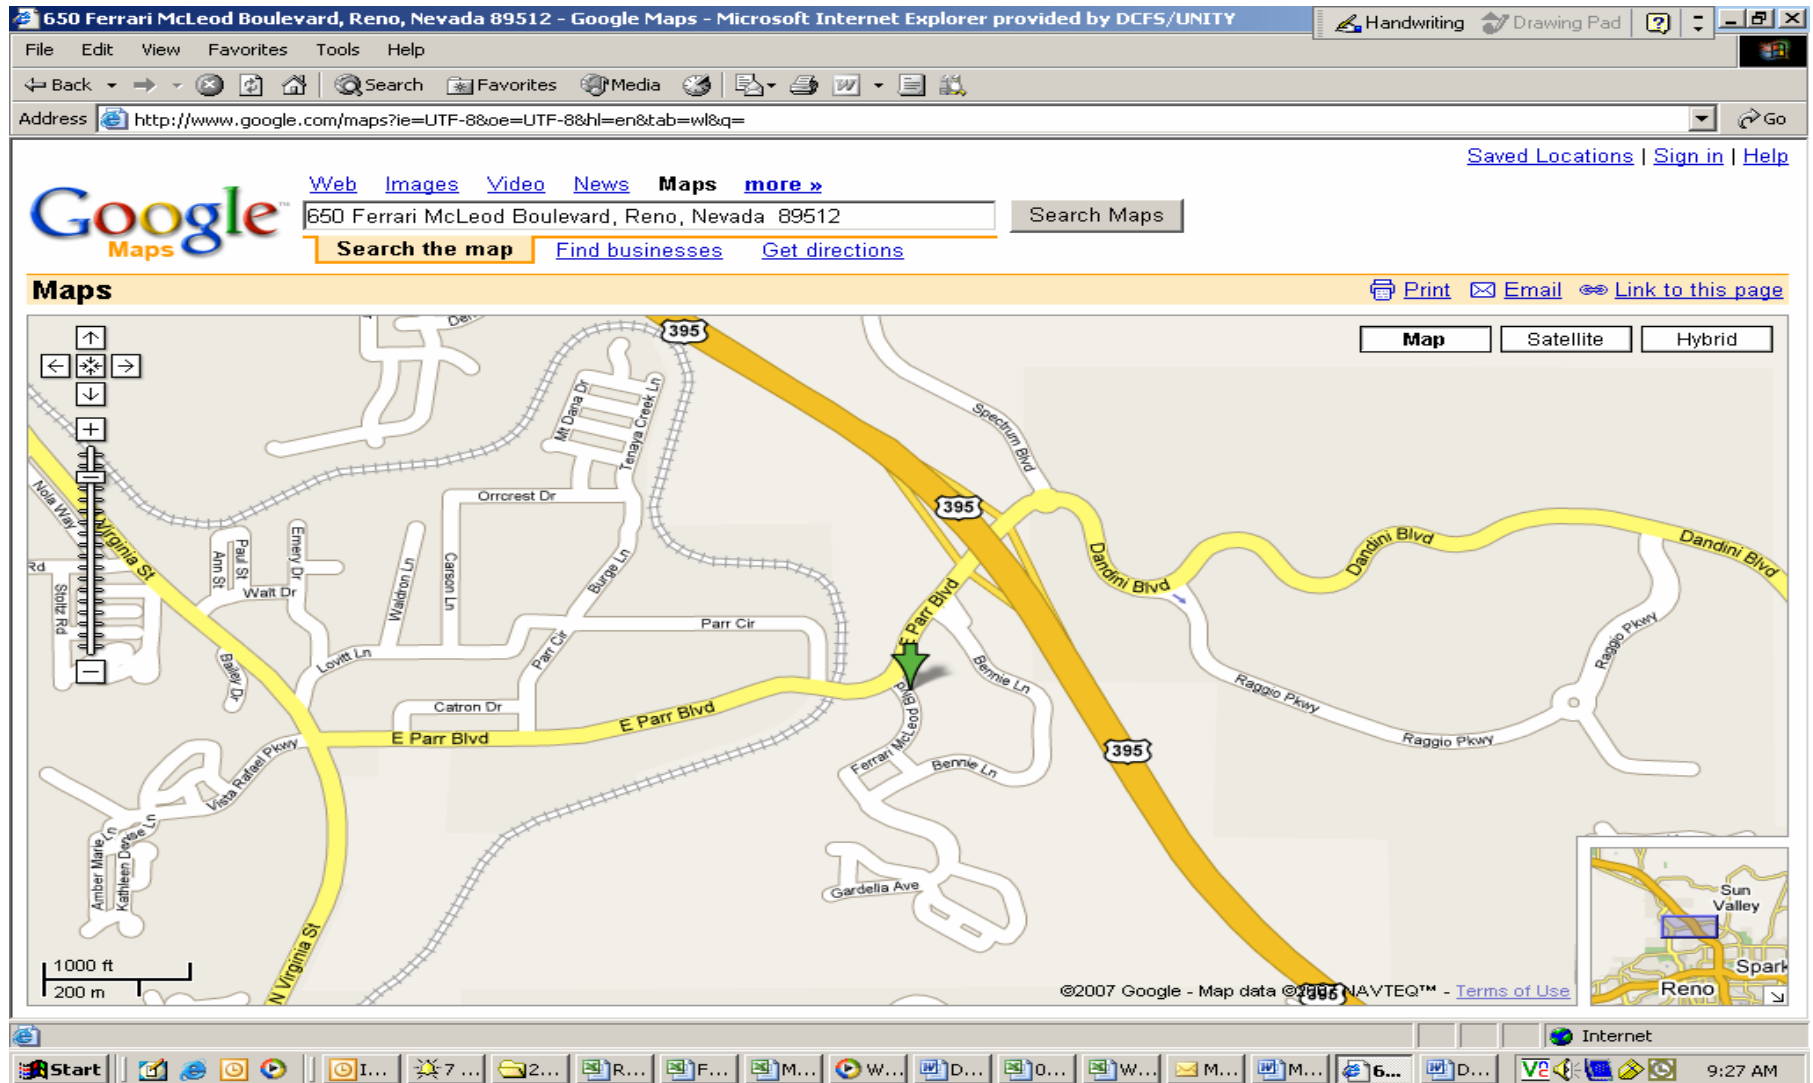 650 Ferrari McLeod Boulevard, Reno, Nevada 89512 - Google Maps - Microsoft Internet Explorer provided by DCFS/UNITY
Handwriting Drawing Pad
File Edit View Favorites Tools Help
Back Search Favorites Media
Address http://www.google.com/maps?ie=UTF-8&oe=UTF-8&hl=en&tab=wl&q= Go
Saved Locations | Sign in | Help
Web Images Video News Maps more »
Google™ Maps
650 Ferrari McLeod Boulevard, Reno, Nevada 89512 Search Maps
Search the map Find businesses Get directions
Maps Print Email Link to this page
Map Satellite Hybrid
395
Mt Dana Dr
Tenaya Creek Ln
Spectrum Blvd
Nola Way
Orrcrest Dr
395
N Virginia St
Emery Dr
Paul St
Ann St
Walt Dr
Waldron Ln
Carson Ln
Burge Ln
Dandini Blvd
Dandini Blvd
Dandini Blvd
Rd
Stoltz Rd
Parr Cir
E Parr Blvd
Lovitt Ln
Parr Cir
Bailey Dr
Bennie Ln
Raggio Pkwy
Raggio Pkwy
Catron Dr
E Parr Blvd
E Parr Blvd
Ferrari McLeod Blvd
Raggio Pkwy
395
Vista Rafael Pkwy
Bennie Ln
Amber Marie Ln
Kathleen Denise Ln
Gardella Ave
Sun Valley
N Virginia St
1000 ft
200 m
Spark
Reno
395
©2007 Google - Map data ©2007 NAVTEQ™ - Terms of Use
Internet
Start I... 7 ... 2... R... F... M... W... D... 0... W... M... M... 6... D... 9:27 AM